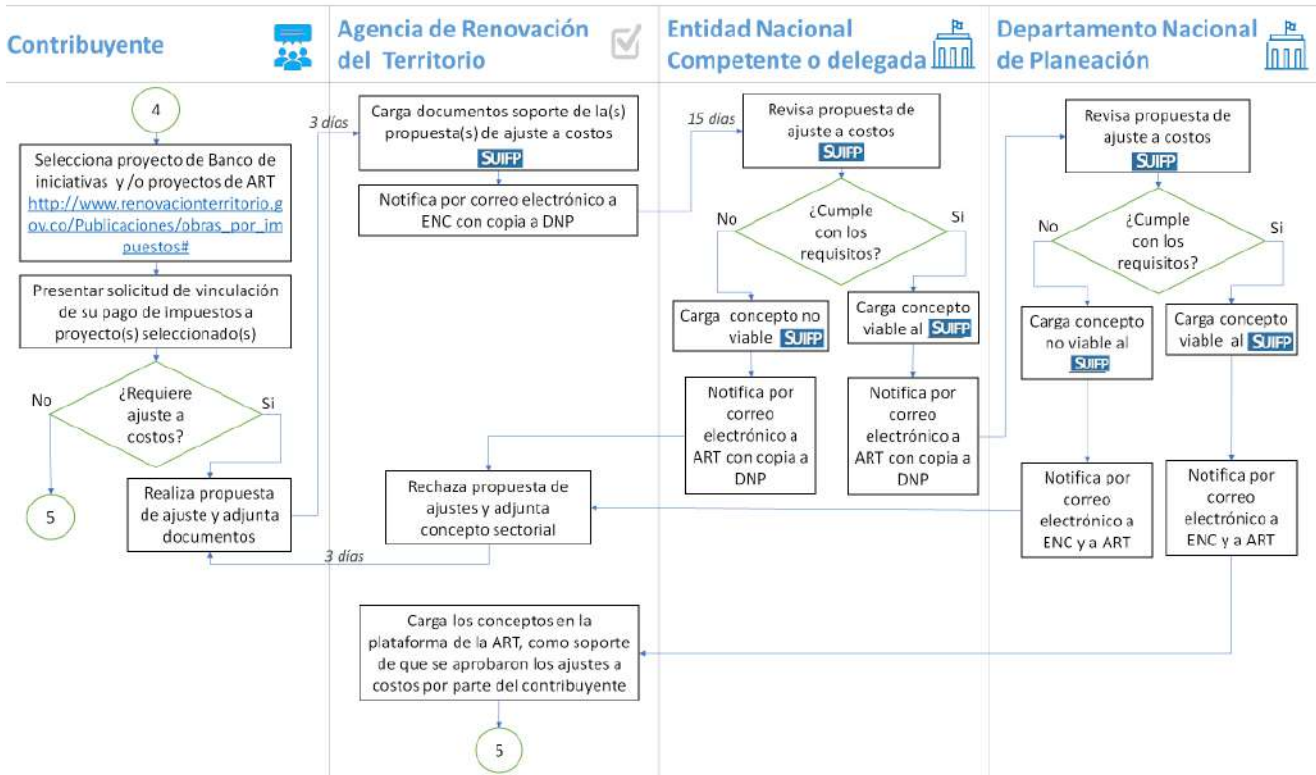 Contribuyente
Agencia de Renovación
del Territorio
Entidad Nacional
Competente o delegada
Departamento Nacional
de Planeación
4
Selecciona proyecto de Banco de
iniciativas y /o proyectos de ART
http://www.renovacionterritorio.g
ov.co/Publicaciones/obras_por_im
puestos#
Presentar solicitud de vinculación
de su pago de impuestos a
proyecto(s) seleccionado(s)
¿Requiere
ajuste a
costos?
No
Si
5
Realiza propuesta
de ajuste y adjunta
documentos
3 días
Carga documentos soporte de la(s)
propuesta(s) de ajuste a costos
SUIFP
Notifica por correo electrónico a
ENC con copia a DNP
Rechaza propuesta de
ajustes y adjunta
concepto sectorial
3 días
Carga los conceptos en la
plataforma de la ART, como soporte
de que se aprobaron los ajustes a
costos por parte del contribuyente
5
15 días
Revisa propuesta de
ajuste a costos
SUIFP
¿Cumple
con los
requisitos?
No
Si
Carga concepto no
viable SUIFP
Carga concepto
viable al SUIFP
Notifica por
correo
electrónico a
ART con copia a
DNP
Notifica por
correo
electrónico a
ART con copia a
DNP
Revisa propuesta de
ajuste a costos
SUIFP
¿Cumple
con los
requisitos?
No
Si
Carga concepto
no viable al
SUIFP
Carga concepto
viable al SUIFP
Notifica por
correo
electrónico a
ENC y a ART
Notifica por
correo
electrónico a
ENC y a ART